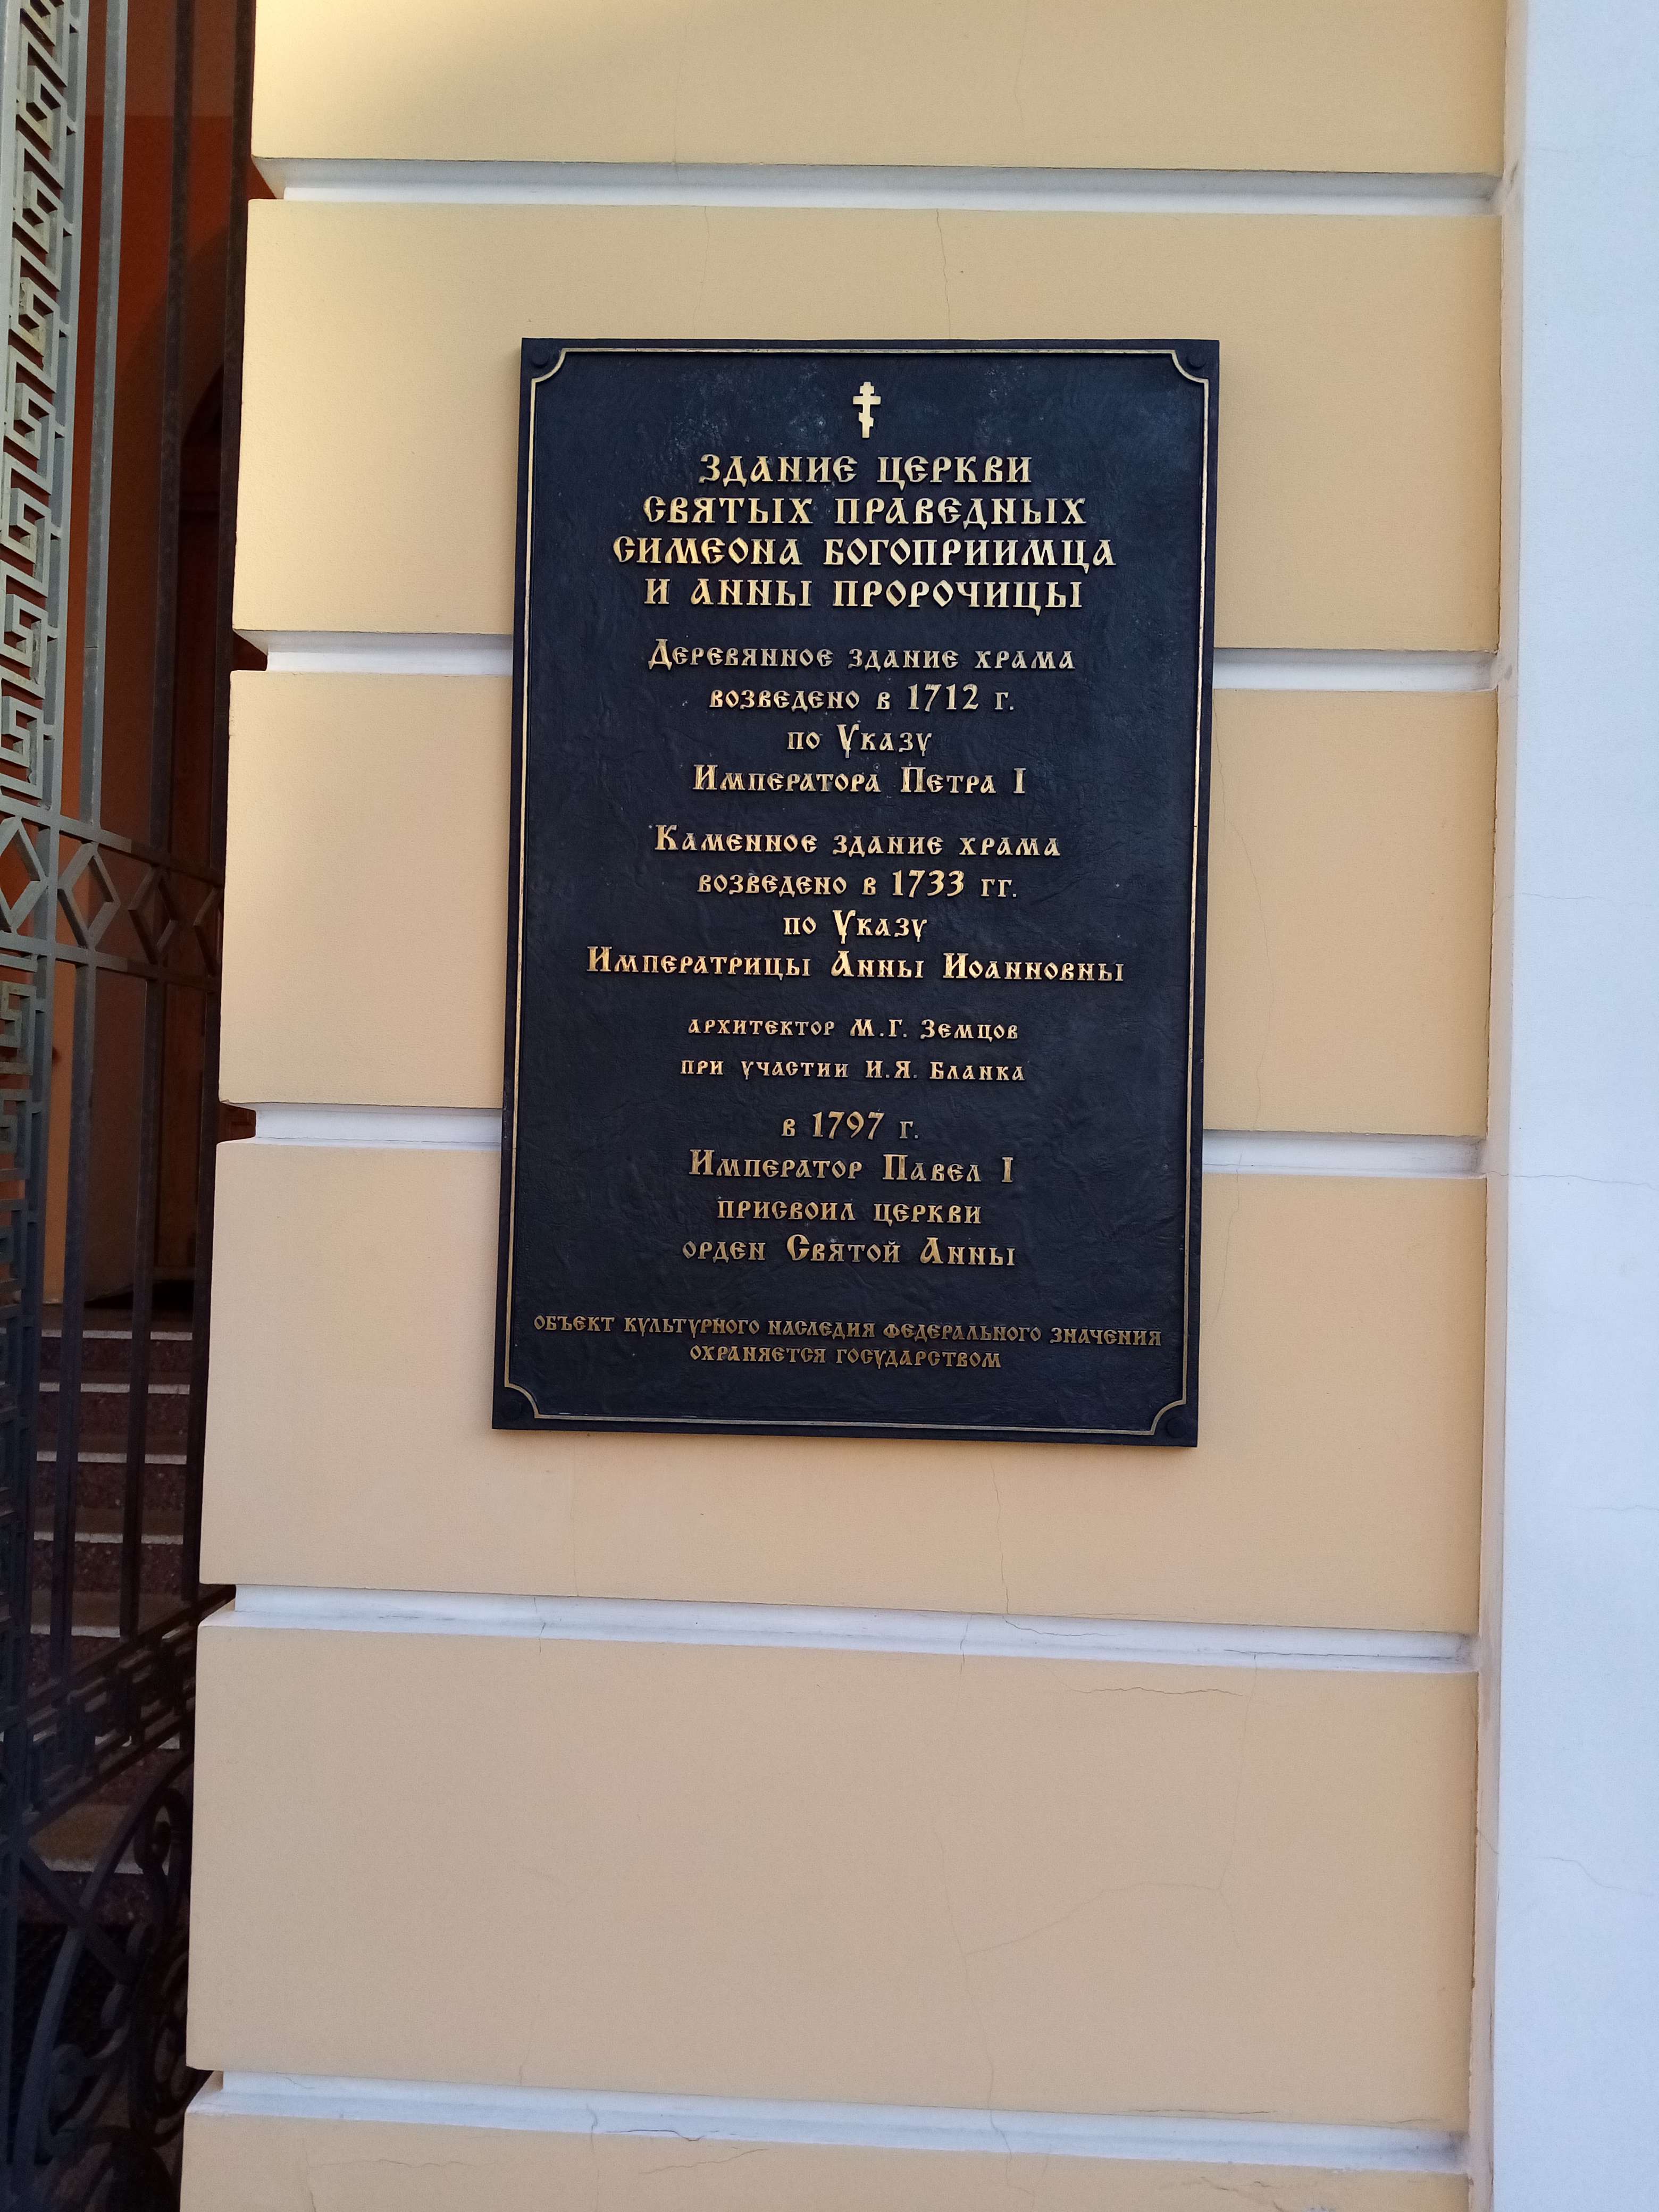 ЗДАНИЕ ЦЕРКВИ
СВЯТЫХ ПРАВЕДНЫХ
СИМЕОНА БОГОПРИИМЦА
И АННЫ ПРОРОЧИЦЫ
Деревянное здание храма
возведено в 1712 г.
по Указу
Императора Петра I
Каменное здание храма
возведено в 1733 гг.
по Указу
Императрицы Анны Иоанновны
архитектор М.Г. Земцов
при участии И.Я. Бланка
в 1797 г.
Император Павел I
присвоил церкви
орден Святой Анны
ОБЪЕКТ КУЛЬТУРНОГО НАСЛЕДИЯ ФЕДЕРАЛЬНОГО ЗНАЧЕНИЯ
ОХРАНЯЕТСЯ ГОСУДАРСТВОМ